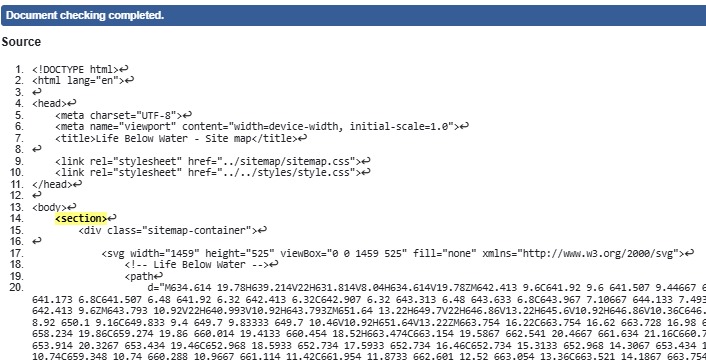 Document checking completed.
Source
1. <!DOCTYPE html>↩
2. <html lang="en">↩
3. ↩
4. <head>↩
5. <meta charset="UTF-8">↩
6. <meta name="viewport" content="width=device-width, initial-scale=1.0">↩
7. <title>Life Below Water - Site map</title>↩
8. ↩
9. <link rel="stylesheet" href="../sitemap/sitemap.css">↩
10. <link rel="stylesheet" href="../../styles/style.css">↩
11. </head>↩
12. ↩
13. <body>↩
14. <section>↩
15. <div class="sitemap-container">↩
16. ↩
17. <svg width="1459" height="525" viewBox="0 0 1459 525" fill="none" xmlns="http://www.w3.org/2000/svg">↩
18. <!-- Life Below Water -->↩
19. <path↩
20. d="M634.614 19.78H639.214V22H631.814V8.04H634.614V19.78ZM642.413 9.6C641.92 9.6 641.507 9.44667 6
641.173 6.8C641.507 6.48 641.92 6.32 642.413 6.32C642.907 6.32 643.313 6.48 643.633 6.8C643.967 7.10667 644.133 7.493
642.413 9.6ZM643.793 10.92V22H640.993V10.92H643.793ZM651.64 13.22H649.7V22H646.86V13.22H645.6V10.92H646.86V10.36C646.
8.92 650.1 9.16C649.833 9.4 649.7 9.83333 649.7 10.46V10.92H651.64V13.22ZM663.754 16.22C663.754 16.62 663.728 16.98 6
658.234 19.86C659.274 19.86 660.014 19.4133 660.454 18.52H663.474C663.154 19.5867 662.541 20.4667 661.634 21.16C660.7
653.914 20.3267 653.434 19.46C652.968 18.5933 652.734 17.5933 652.734 16.46C652.734 15.3133 652.968 14.3067 653.434 1
10.74C659.348 10.74 660.288 10.9667 661.114 11.42C661.954 11.8733 662.601 12.52 663.054 13.36C663.521 14.1867 663.754